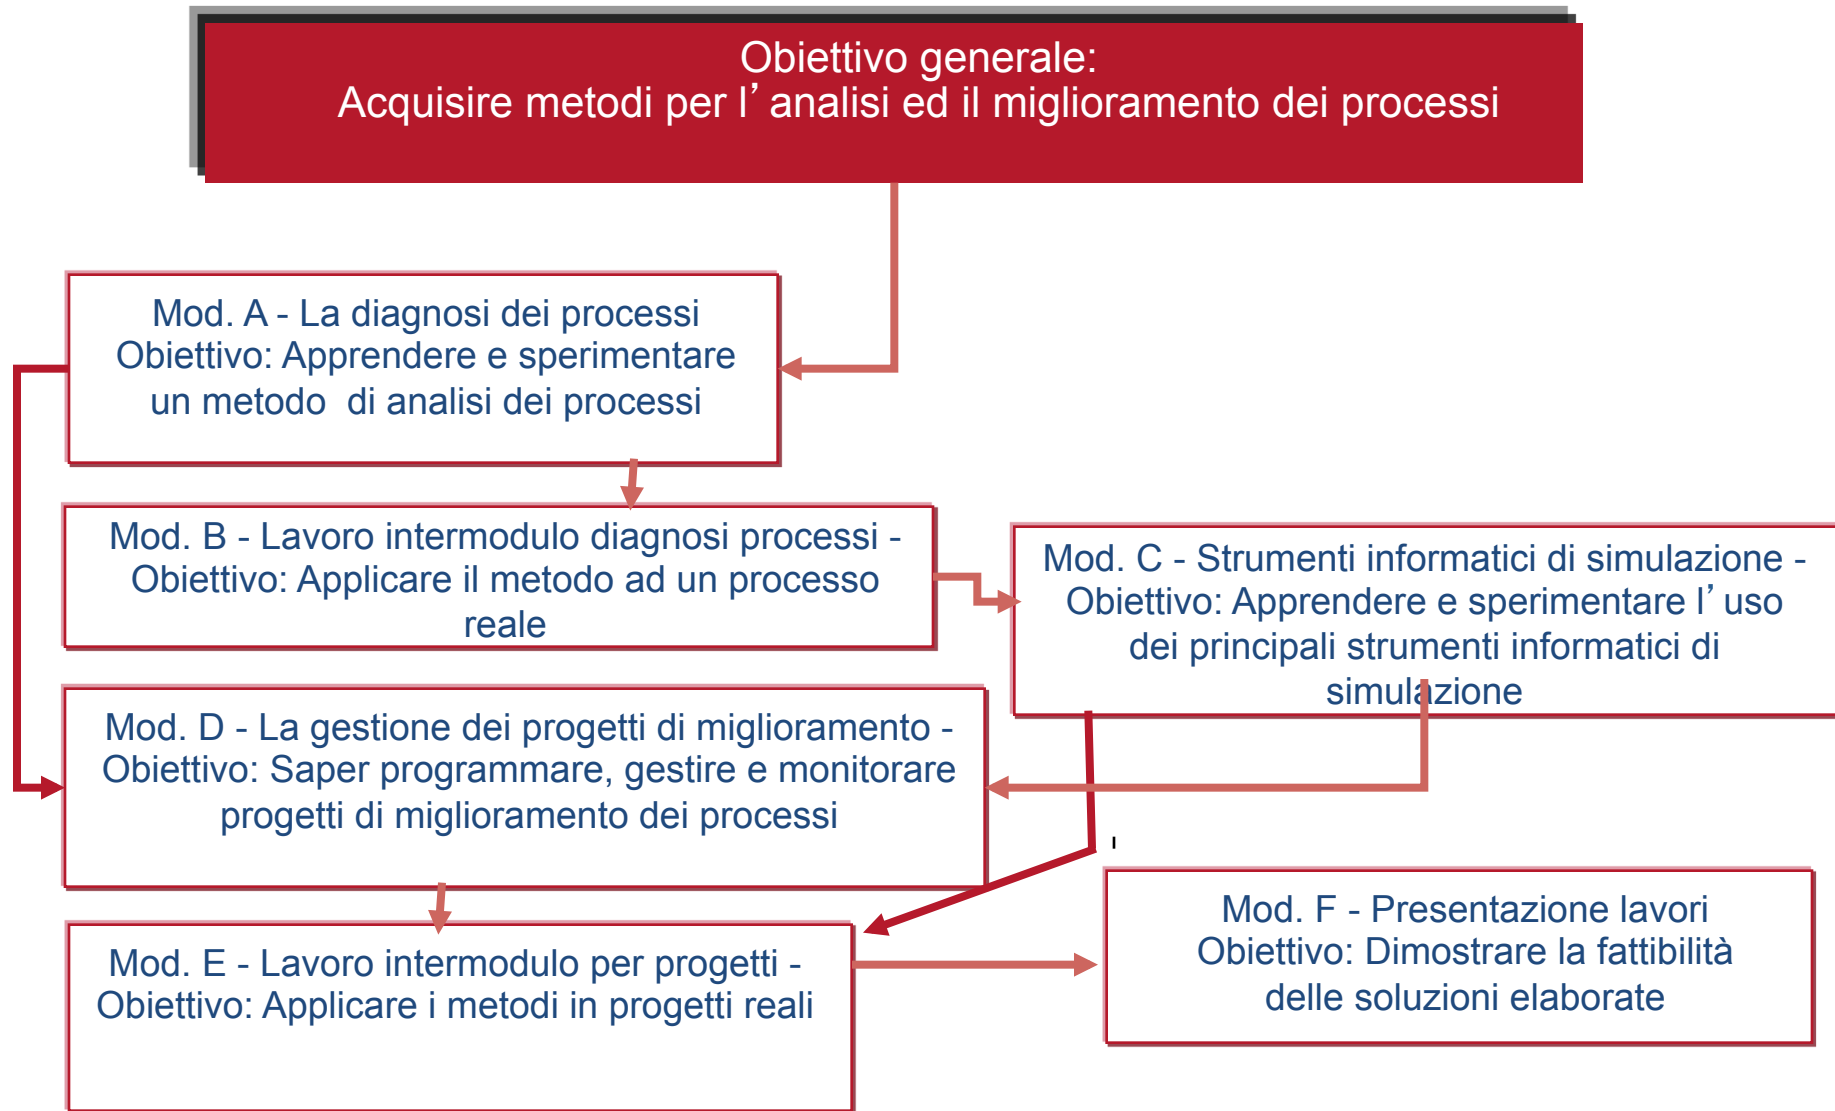 Obiettivo generale:
Acquisire metodi per l’ analisi ed il miglioramento dei processi
Mod. A - La diagnosi dei processi
Obiettivo: Apprendere e sperimentare
un metodo  di analisi dei processi
Mod. B - Lavoro intermodulo diagnosi processi -
Obiettivo: Applicare il metodo ad un processo
reale
Mod. C - Strumenti informatici di simulazione -
Obiettivo: Apprendere e sperimentare l’ uso
dei principali strumenti informatici di
simulazione
Mod. D - La gestione dei progetti di miglioramento -
Obiettivo: Saper programmare, gestire e monitorare
progetti di miglioramento dei processi
Mod. E - Lavoro intermodulo per progetti -
Obiettivo: Applicare i metodi in progetti reali
Mod. F - Presentazione lavori
Obiettivo: Dimostrare la fattibilità
delle soluzioni elaborate